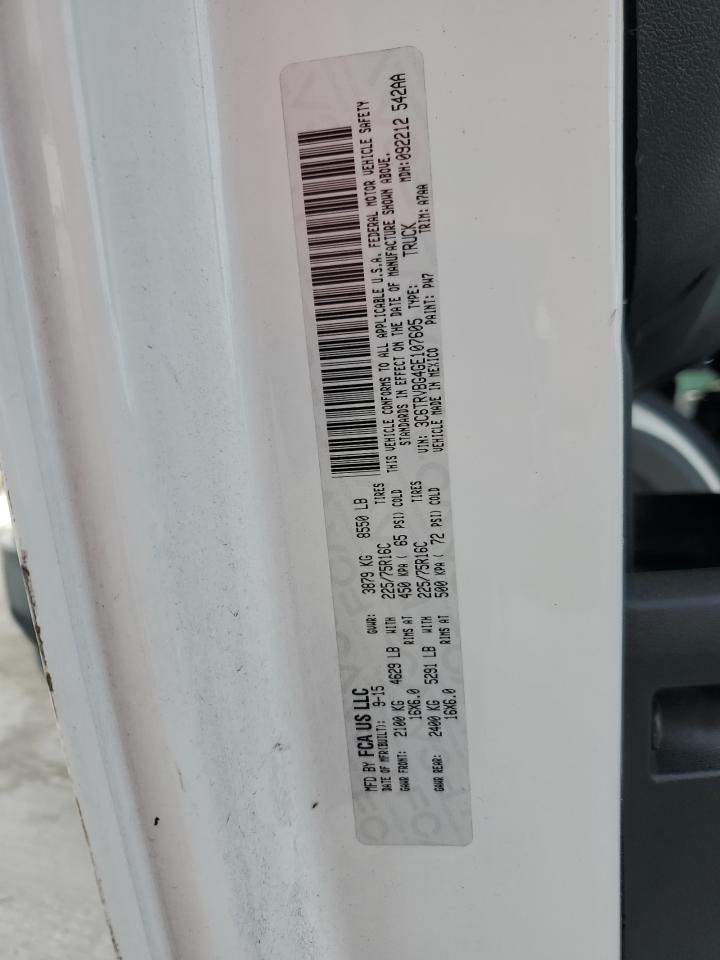 MFD BY FCA US LLC
DATE OF MFR(BUILT): 9-15 GVWR: 3879 KG 8550 LB
GAWR FRONT: 2100 KG 4629 LB WITH 225/75R16C TIRES
16X6.0 RIMS AT 450 KPA ( 65 PSI) COLD
GAWR REAR: 2400 KG 5291 LB WITH 225/75R16C TIRES
16X6.0 RIMS AT 500 KPA ( 72 PSI) COLD
THIS VEHICLE CONFORMS TO ALL APPLICABLE U.S.A. FEDERAL MOTOR VEHICLE SAFETY
STANDARDS IN EFFECT ON THE DATE OF MANUFACTURE SHOWN ABOVE.
VIN: 3C6TRVBG4GE107605 TYPE: TRUCK MDH:092212 542AA
VEHICLE MADE IN MEXICO PAINT: PW7 TRIM: A7AA